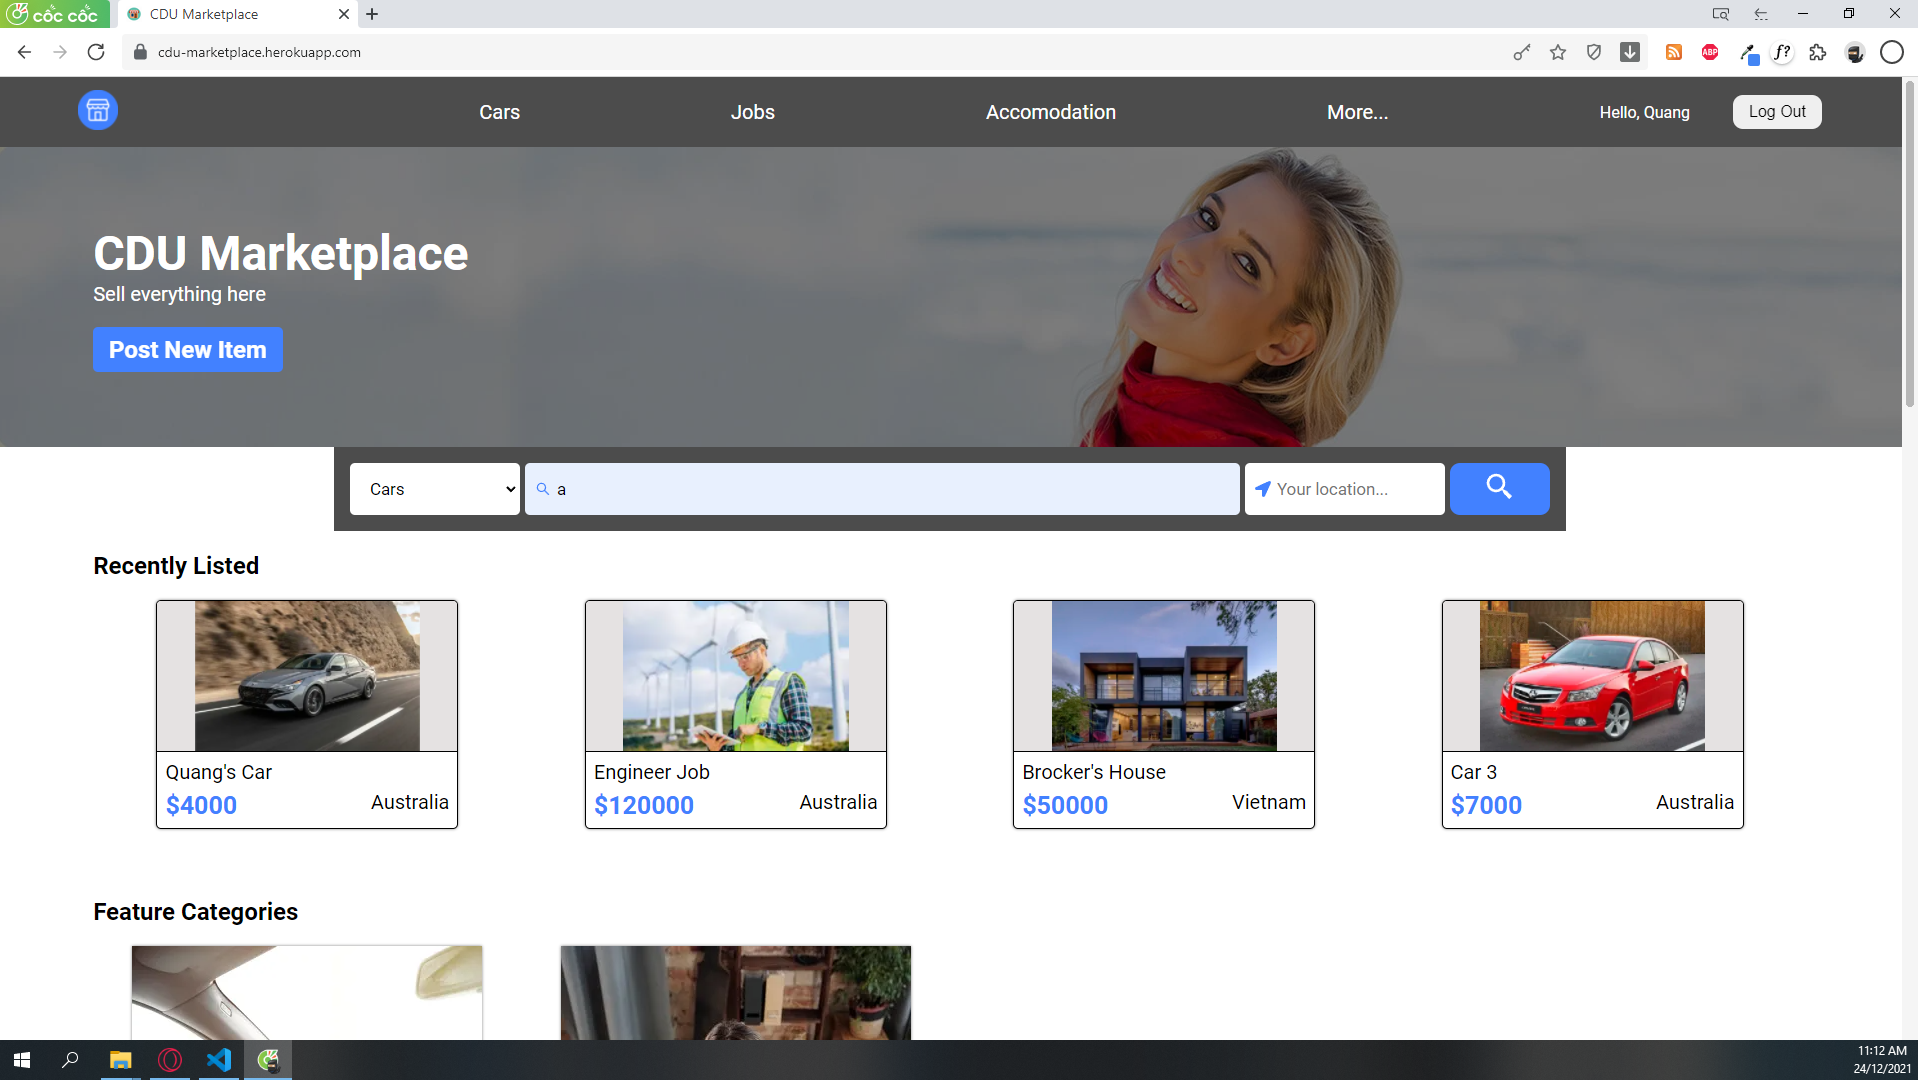 cốc cốc
CDU Marketplace
cdu-marketplace.herokuapp.com
ABP
f?
Cars
Jobs
Accomodation
More...
Hello, Quang
Log Out
CDU Marketplace
Sell everything here
Post New Item
Cars
a
Your location...
Recently Listed
Quang's Car
$4000
Australia
Engineer Job
$120000
Australia
Brocker's House
$50000
Vietnam
Car 3
$7000
Australia
Feature Categories
11:12 AM
24/12/2021